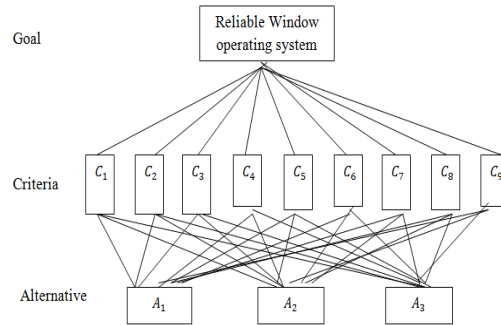 Goal
Reliable Window
operating system
Criteria
C₁ C₂ C₃ C₄ C₅ C₆ C₇ C₈ C₉
Alternative
A₁ A₂ A₃